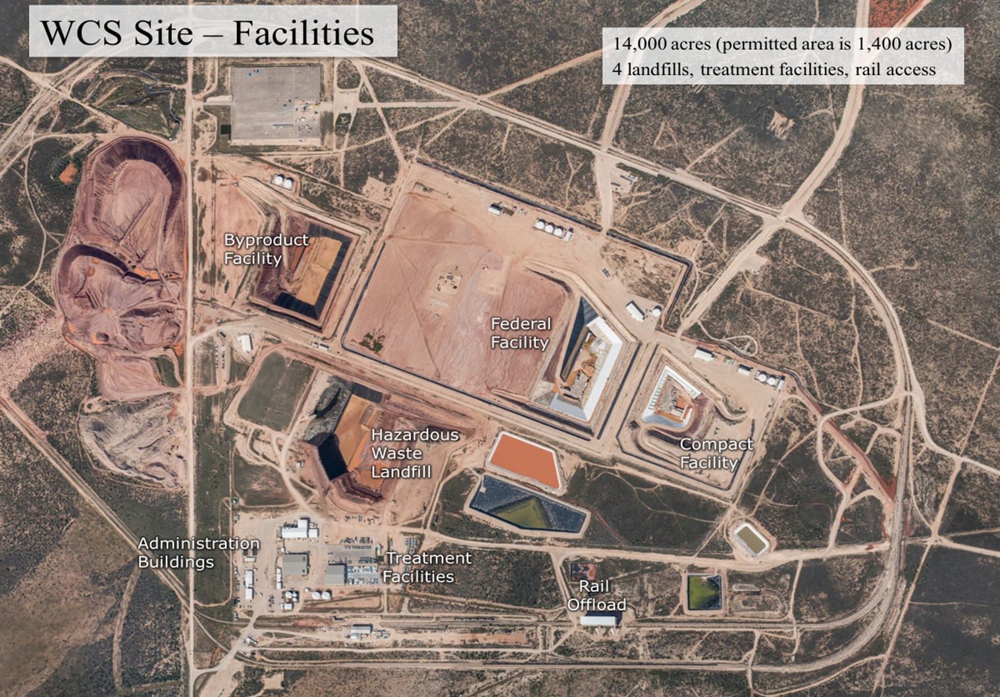 WCS Site – Facilities
14,000 acres (permitted area is 1,400 acres)
4 landfills, treatment facilities, rail access
Byproduct
Facility
Federal
Facility
Hazardous
Waste
Landfill
Compact
Facility
Administration
Buildings
Treatment
Facilities
Rail
Offload